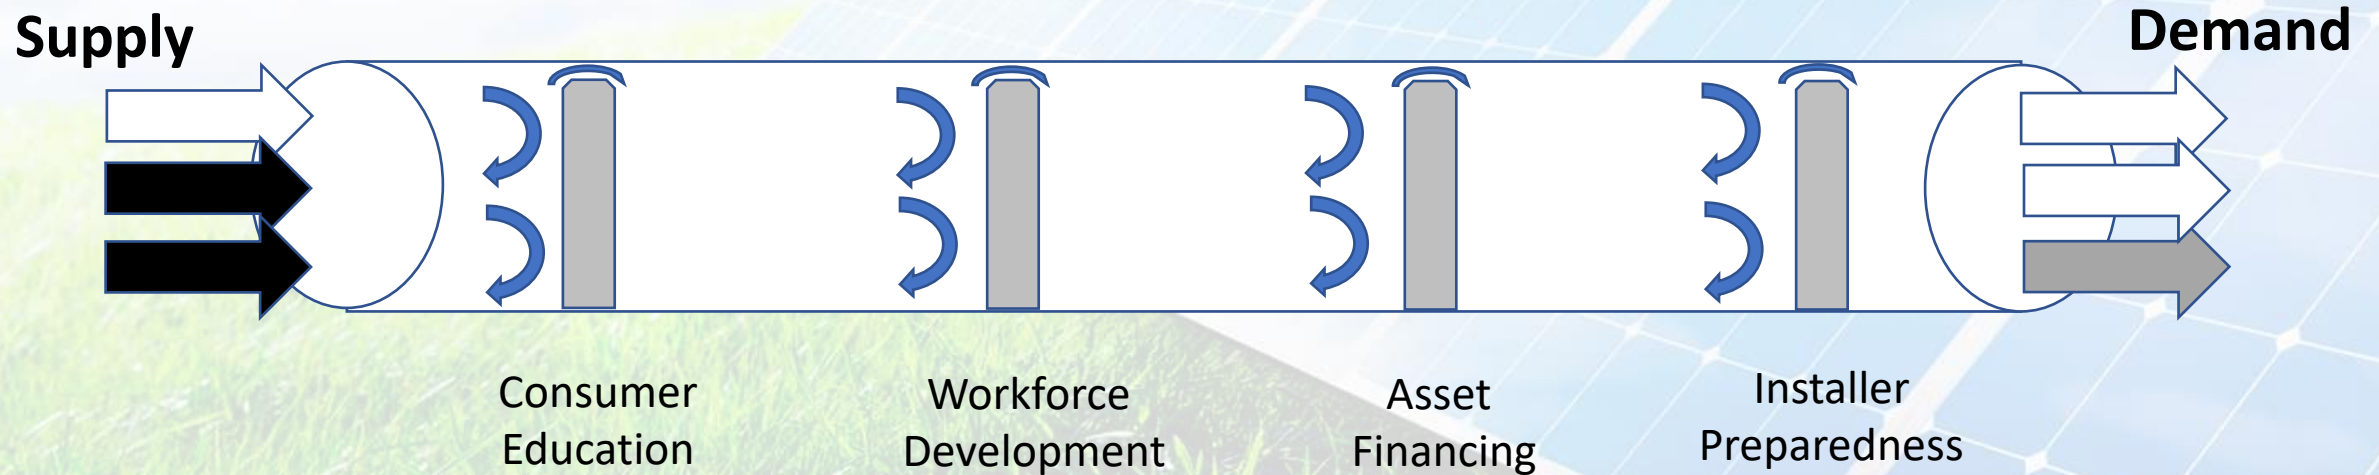 Supply
Demand
Consumer
Education
Workforce
Development
Asset
Financing
Installer
Preparedness